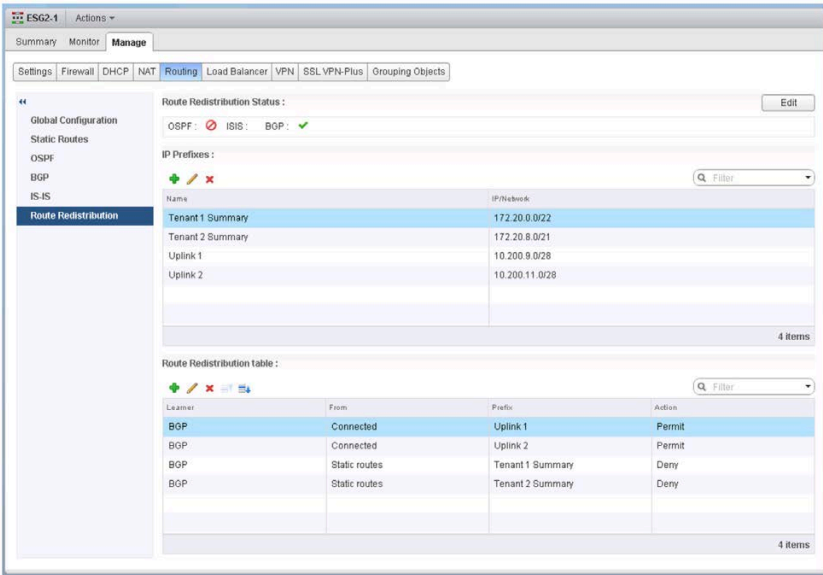 ESG2-1 Actions
Summary Monitor Manage
Settings Firewall DHCP NAT Routing Load Balancer VPN SSL VPN-Plus Grouping Objects
Global Configuration
Static Routes
OSPF
BGP
IS-IS
Route Redistribution
Route Redistribution Status :
Edit
OSPF : ISIS : BGP :
IP Prefixes :
Filter
Name IP/Network
Tenant 1 Summary 172.20.0.0/22
Tenant 2 Summary 172.20.8.0/21
Uplink 1 10.200.9.0/28
Uplink 2 10.200.11.0/28
4 items
Route Redistribution table :
Filter
Learner From Prefix Action
BGP Connected Uplink 1 Permit
BGP Connected Uplink 2 Permit
BGP Static routes Tenant 1 Summary Deny
BGP Static routes Tenant 2 Summary Deny
4 items